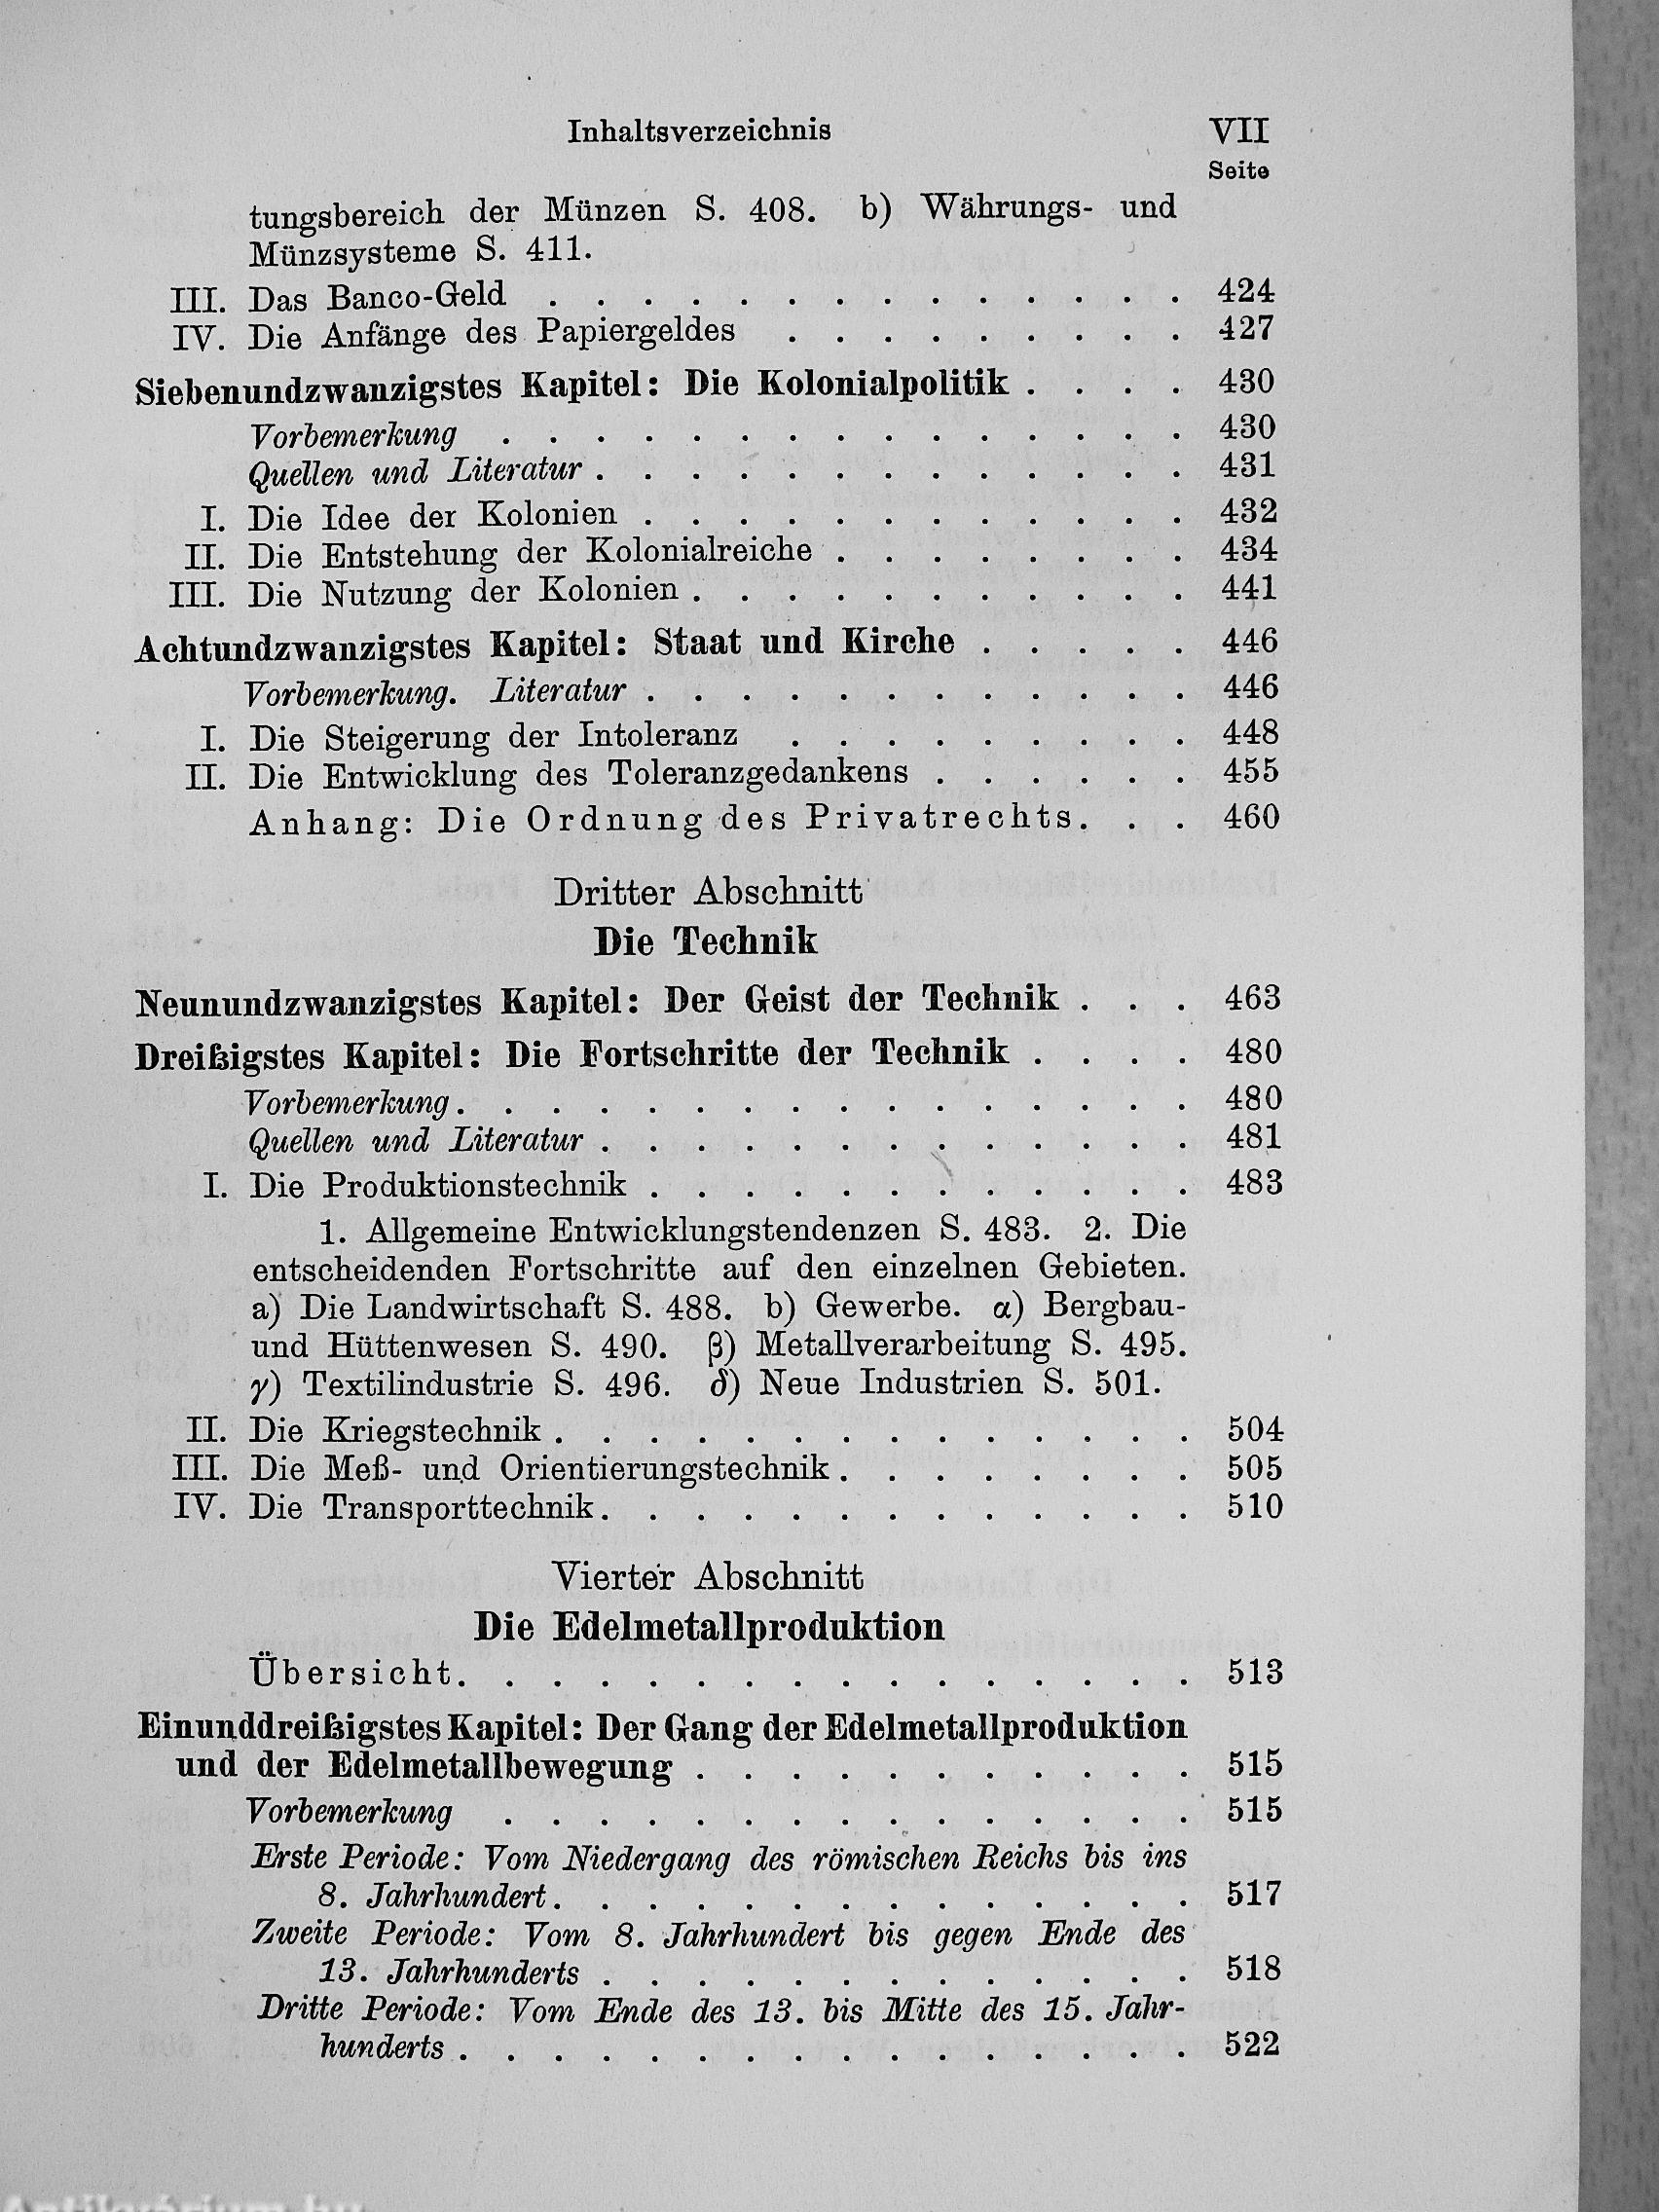 Inhaltsverzeichnis VII
Seite
tungsbereich der Münzen S. 408. b) Währungs- und
Münzsysteme S. 411.
III. Das Banco-Geld . . . . . . . . . . . . . . 424
IV. Die Anfänge des Papiergeldes . . . . . . . . . 427
Siebenundzwanzigstes Kapitel: Die Kolonialpolitik . . . . 430
Vorbemerkung . . . . . . . . . . . . . . . 430
Quellen und Literatur . . . . . . . . . . . . . 431
I. Die Idee der Kolonien . . . . . . . . . . . . 432
II. Die Entstehung der Kolonialreiche . . . . . . . . 434
III. Die Nutzung der Kolonien . . . . . . . . . . . 441
Achtundzwanzigstes Kapitel: Staat und Kirche . . . . . 446
Vorbemerkung. Literatur . . . . . . . . . . . . 446
I. Die Steigerung der Intoleranz . . . . . . . . . 448
II. Die Entwicklung des Toleranzgedankens . . . . . . 455
Anhang: Die Ordnung des Privatrechts . . . 460
Dritter Abschnitt
Die Technik
Neunundzwanzigstes Kapitel: Der Geist der Technik . . . 463
Dreißigstes Kapitel: Die Fortschritte der Technik . . . . 480
Vorbemerkung . . . . . . . . . . . . . . . . 480
Quellen und Literatur . . . . . . . . . . . . . 481
I. Die Produktionstechnik . . . . . . . . . . . . 483
1. Allgemeine Entwicklungstendenzen S. 483. 2. Die
entscheidenden Fortschritte auf den einzelnen Gebieten.
a) Die Landwirtschaft S. 488. b) Gewerbe. α) Bergbau-
und Hüttenwesen S. 490. β) Metallverarbeitung S. 495.
γ) Textilindustrie S. 496. δ) Neue Industrien S. 501.
II. Die Kriegstechnik . . . . . . . . . . . . . . 504
III. Die Meß- und Orientierungstechnik . . . . . . . . 505
IV. Die Transporttechnik . . . . . . . . . . . . . 510
Vierter Abschnitt
Die Edelmetallproduktion
Übersicht . . . . . . . . . . . . . . . . 513
Einunddreißigstes Kapitel: Der Gang der Edelmetallproduktion
und der Edelmetallbewegung . . . . . . . . . . . 515
Vorbemerkung . . . . . . . . . . . . . . . 515
Erste Periode: Vom Niedergang des römischen Reichs bis ins
8. Jahrhundert . . . . . . . . . . . . . . 517
Zweite Periode: Vom 8. Jahrhundert bis gegen Ende des
13. Jahrhunderts . . . . . . . . . . . . . 518
Dritte Periode: Vom Ende des 13. bis Mitte des 15. Jahr-
hunderts . . . . . . . . . . . . . . . . 522